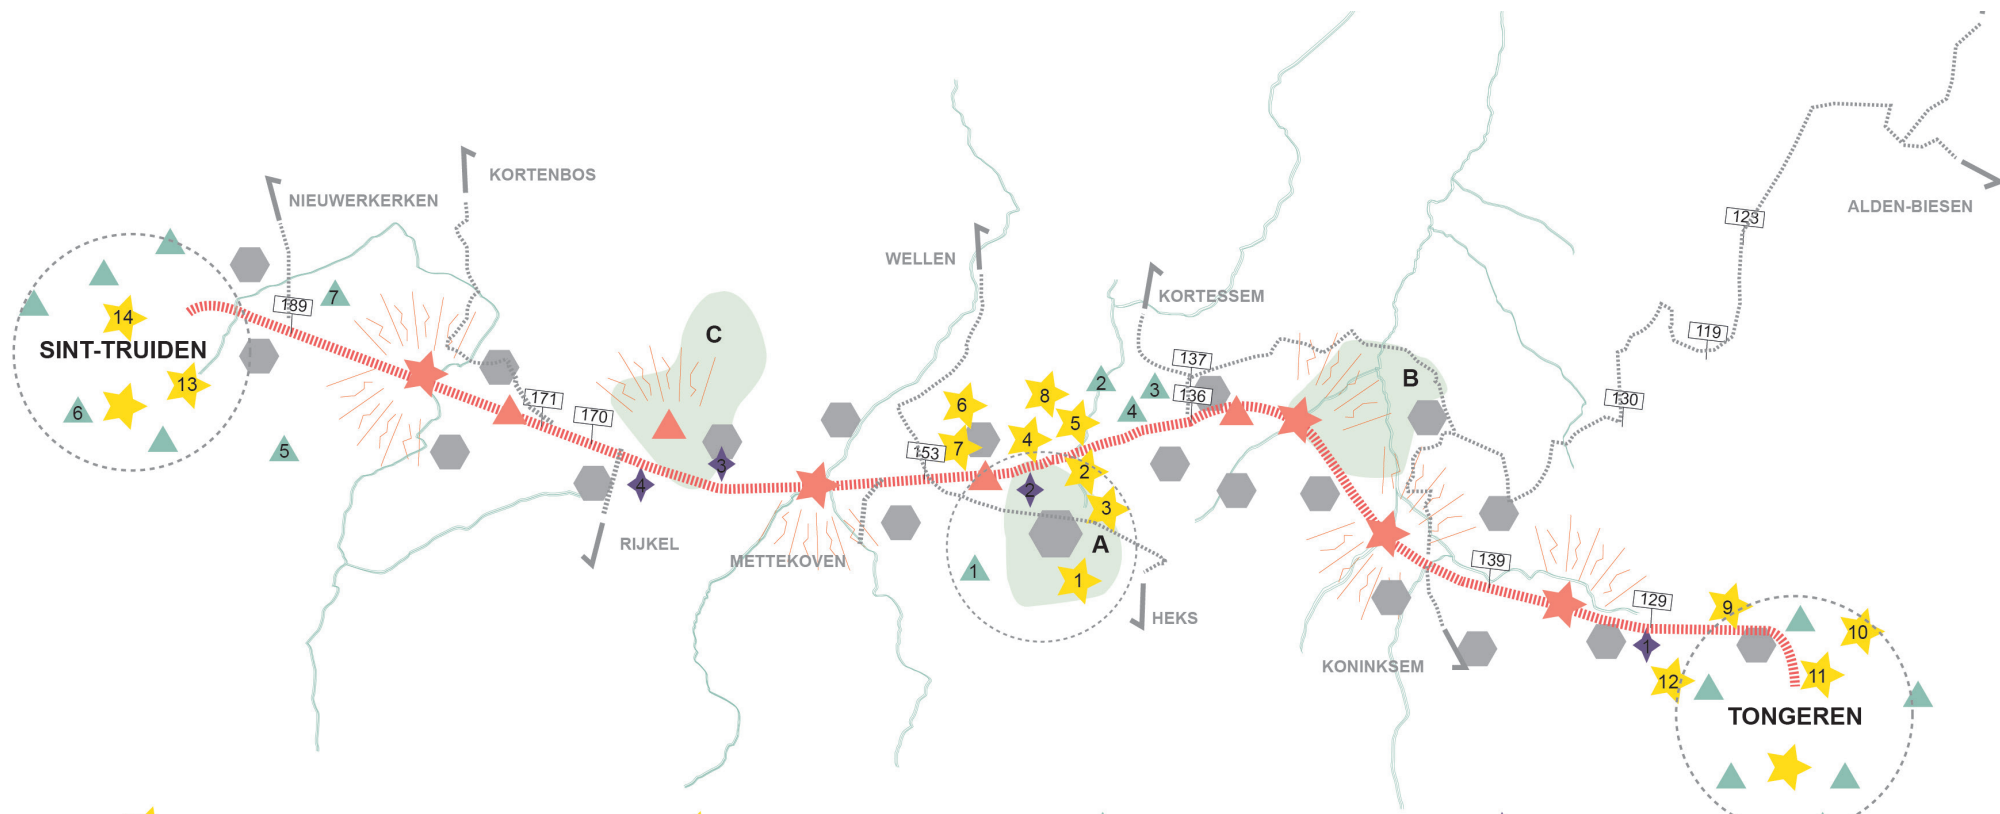 KORTENBOS
NIEUWERKERKEN
ALDEN-BIESEN
123
WELLEN
KORTESSEM
7
189
14
C
119
SINT-TRUIDEN
137
B
13
2
3
136
8
6
171
130
6
170
4
5
4
7
5
153
3
2
4
2
3
RIJKEL
METTEKOVEN
A
1
1
139
HEKS
129
9
10
1
KONINKSEM
12
11
TONGEREN